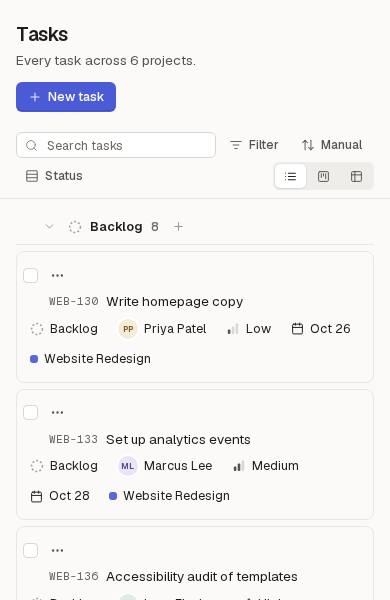 Tasks
Every task across 6 projects.
New task
Search tasks
Filter
Manual
Status
Backlog 8
WEB-130 Write homepage copy
Backlog PP Priya Patel Low Oct 26
Website Redesign
WEB-133 Set up analytics events
Backlog ML Marcus Lee Medium
Oct 28 Website Redesign
WEB-136 Accessibility audit of templates